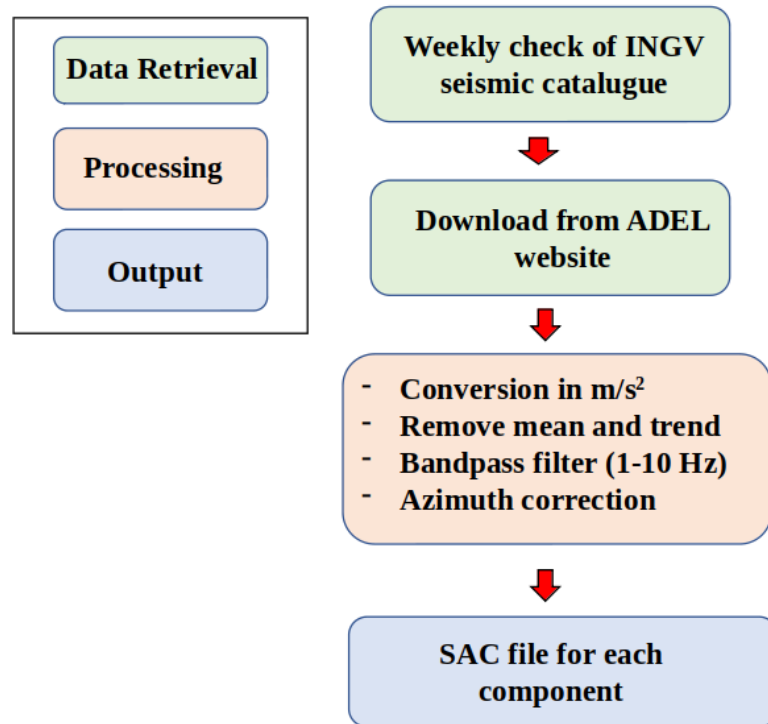 Data Retrieval
Processing
Output
Weekly check of INGV
seismic catalogue
Download from ADEL
website
- Conversion in m/s²
- Remove mean and trend
- Bandpass filter (1-10 Hz)
- Azimuth correction
SAC file for each
component